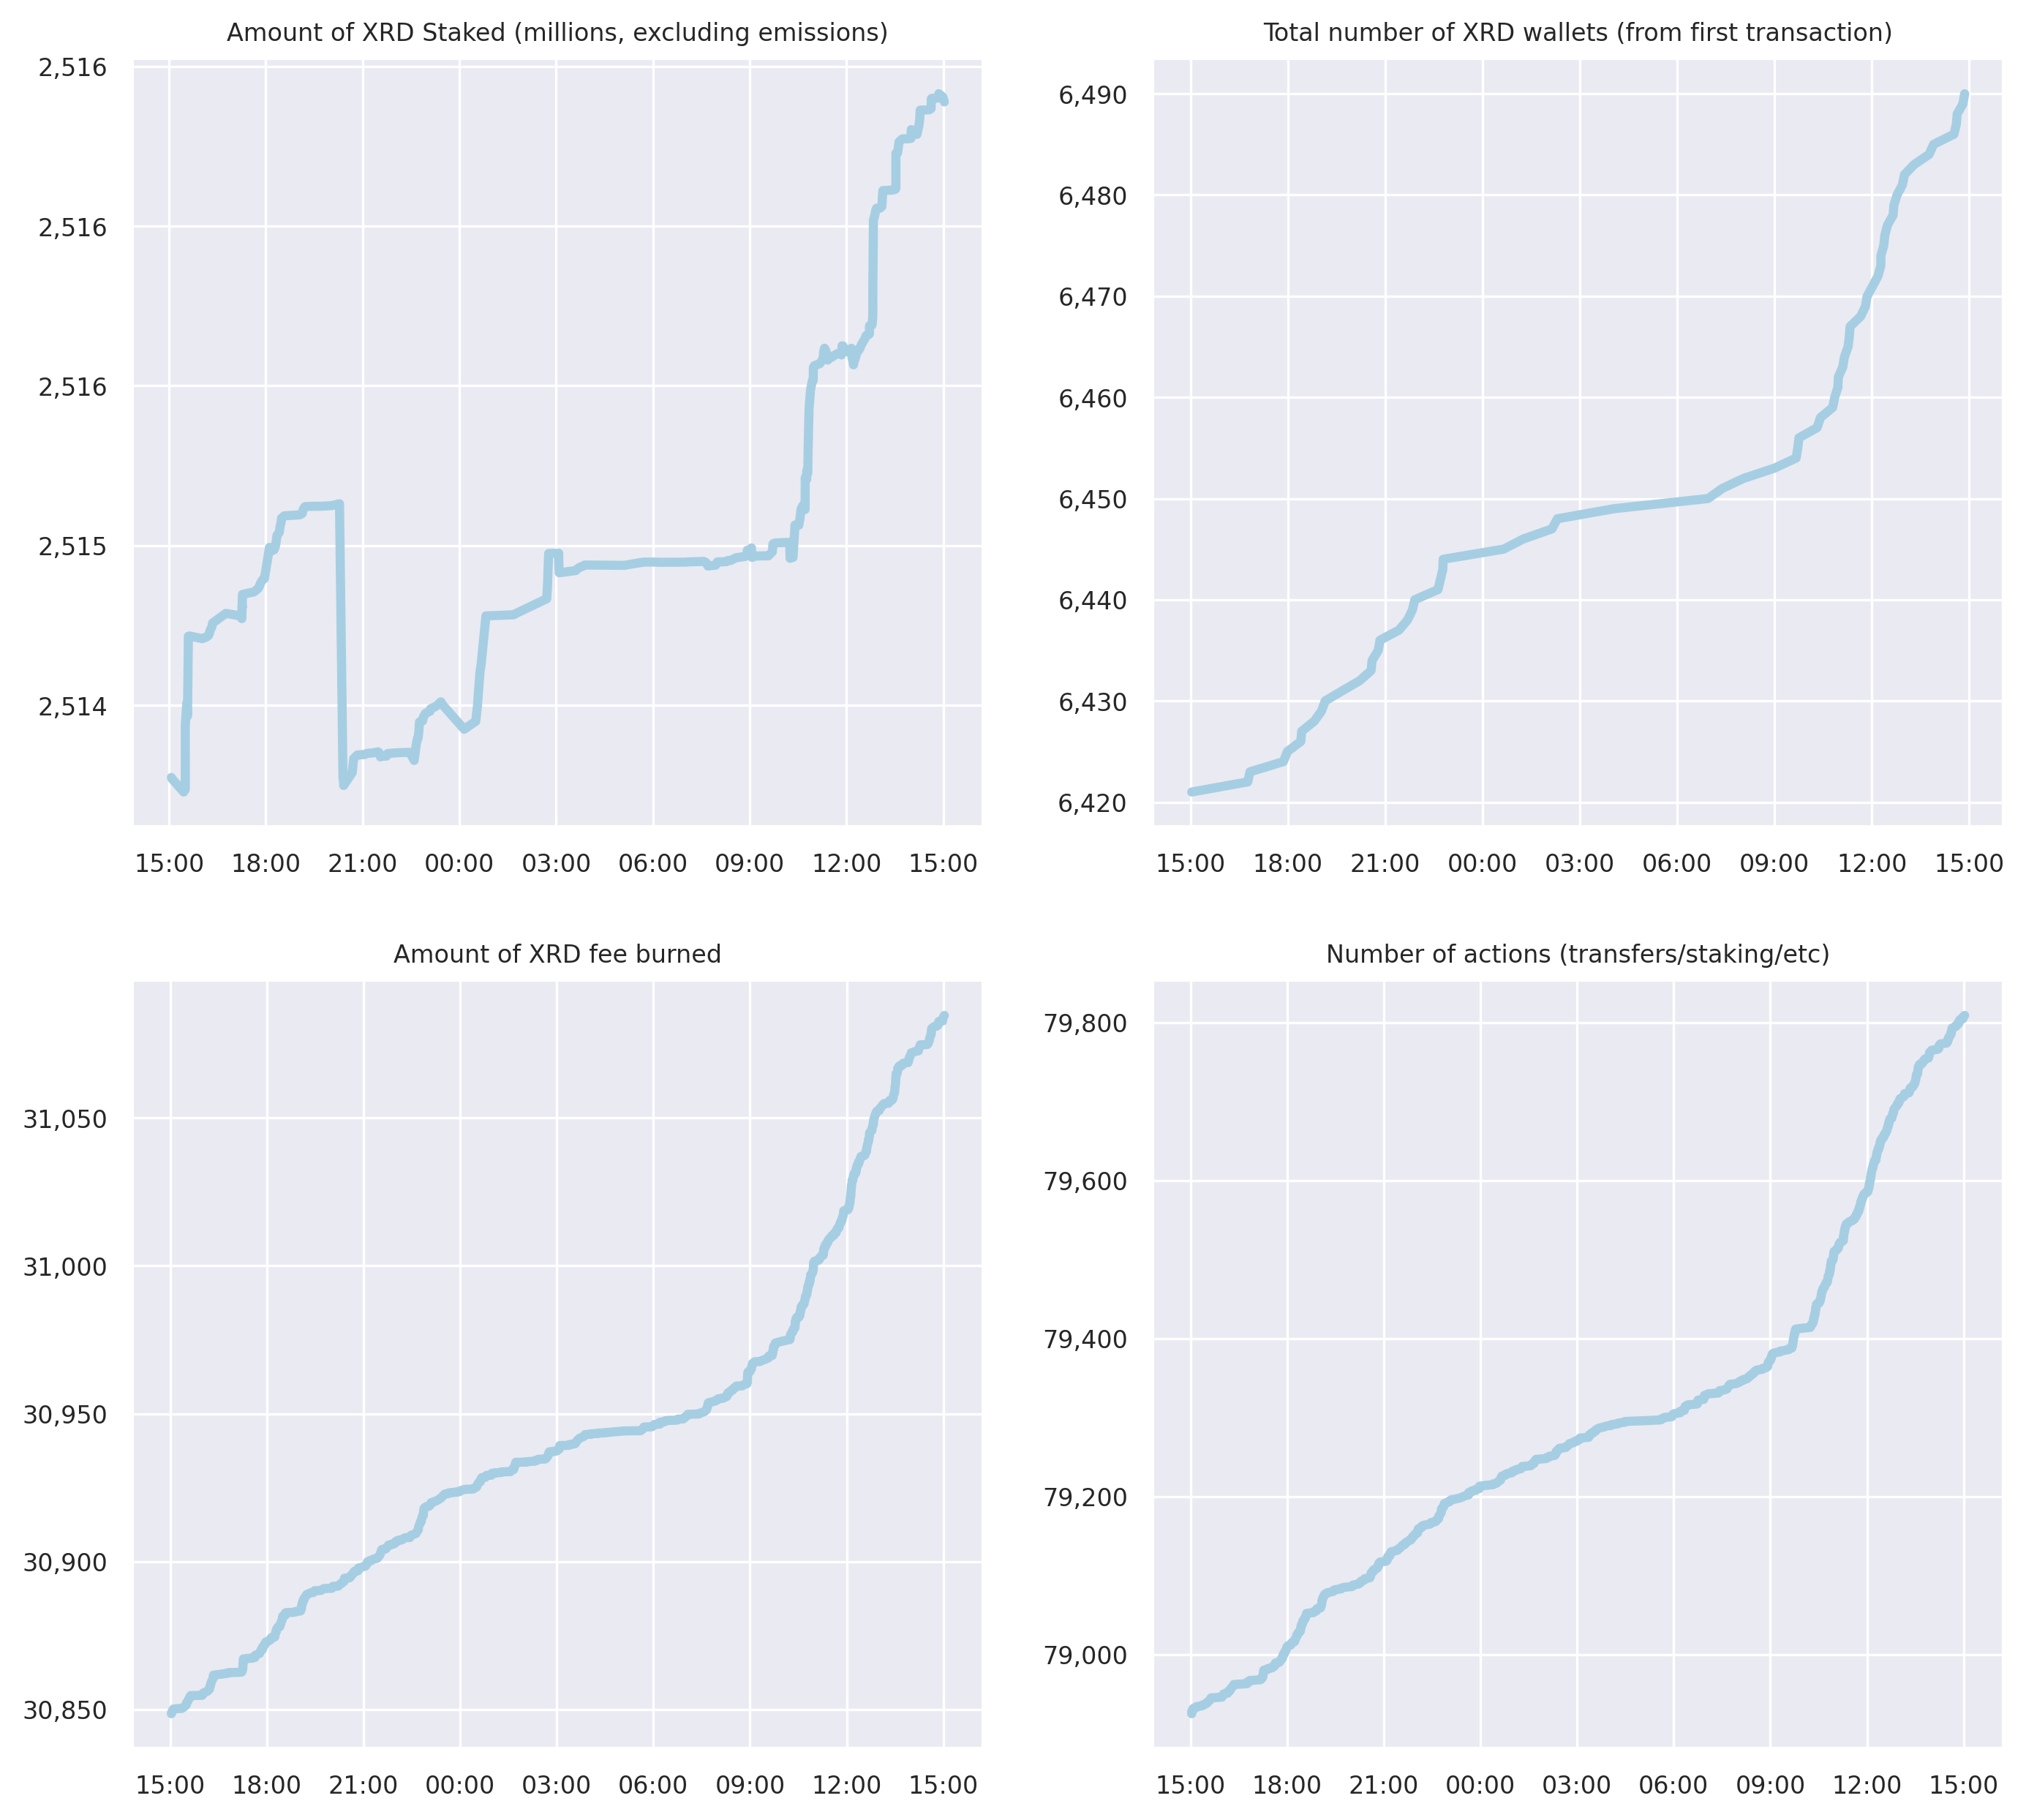 Amount of XRD Staked (millions, excluding emissions)
2,516
2,516
2,516
2,515
2,514
15:00 18:00 21:00 00:00 03:00 06:00 09:00 12:00 15:00
Total number of XRD wallets (from first transaction)
6,490
6,480
6,470
6,460
6,450
6,440
6,430
6,420
15:00 18:00 21:00 00:00 03:00 06:00 09:00 12:00 15:00
Amount of XRD fee burned
31,050
31,000
30,950
30,900
30,850
15:00 18:00 21:00 00:00 03:00 06:00 09:00 12:00 15:00
Number of actions (transfers/staking/etc)
79,800
79,600
79,400
79,200
79,000
15:00 18:00 21:00 00:00 03:00 06:00 09:00 12:00 15:00